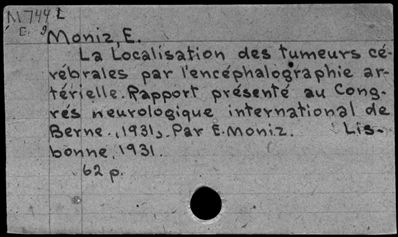 M744L
Moniz, E.
La Localisation des tumeurs cé-
rébrales par l'encéphalographie ar-
térielle. Rapport présenté au Cong-
rés neurologique international de
Berne., 1931, Par E. Moniz. Lis-
bonne, 1931.
62 p.